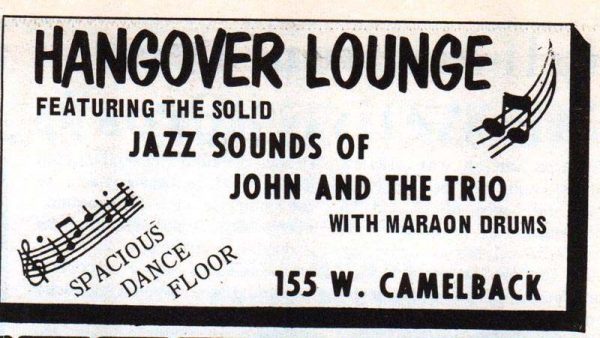 HANGOVER LOUNGE
FEATURING THE SOLID
JAZZ SOUNDS OF
JOHN AND THE TRIO
WITH MARAON DRUMS
SPACIOUS
DANCE
FLOOR
155 W. CAMELBACK